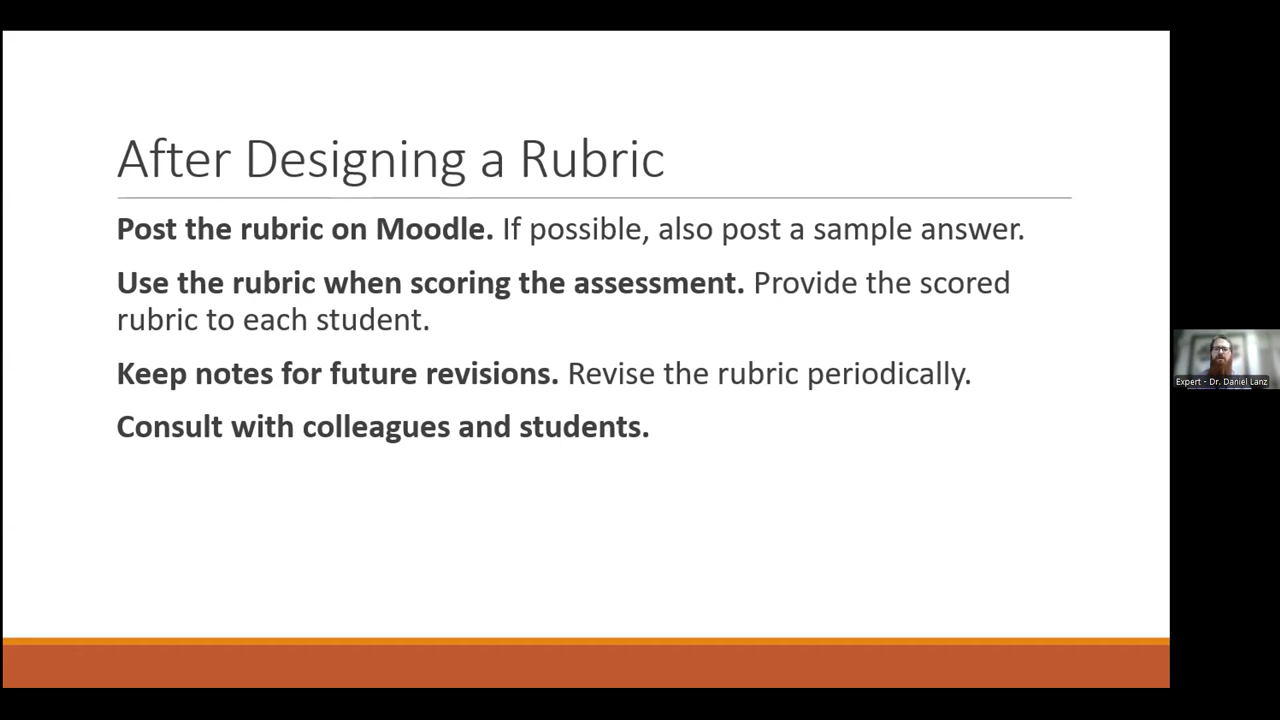 After Designing a Rubric
Post the rubric on Moodle. If possible, also post a sample answer.
Use the rubric when scoring the assessment. Provide the scored
rubric to each student.
Keep notes for future revisions. Revise the rubric periodically.
Consult with colleagues and students.
Expert - Dr. Daniel Lanz